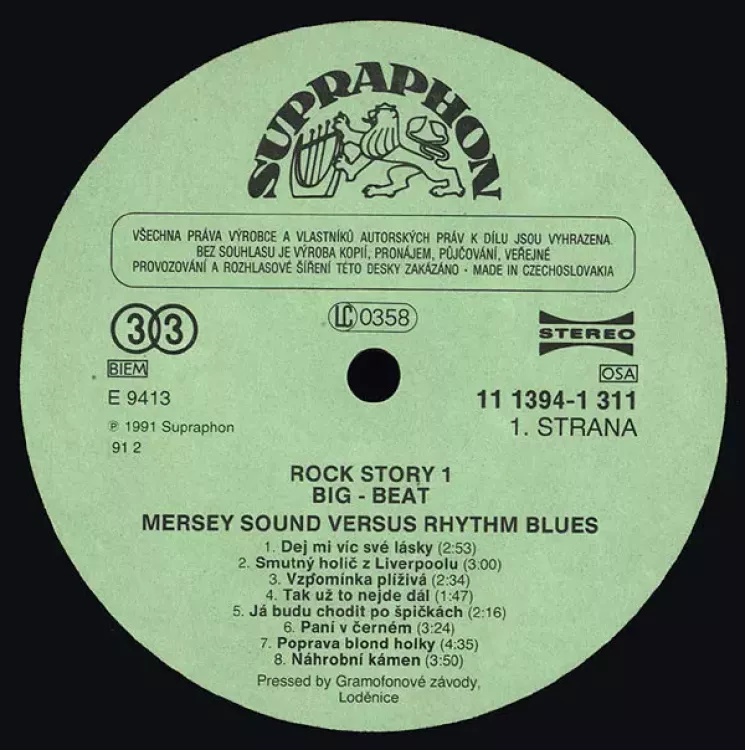 SUPRAPHON
VŠECHNA PRÁVA VÝROBCE A VLASTNÍKŮ AUTORSKÝCH PRÁV K DÍLU JSOU VYHRAZENA.
BEZ SOUHLASU JE VÝROBA KOPIÍ, PRONÁJEM, PŮJČOVÁNÍ, VEŘEJNÉ
PROVOZOVÁNÍ A ROZHLASOVÉ ŠÍŘENÍ TÉTO DESKY ZAKÁZÁNO · MADE IN CZECHOSLOVAKIA
33
LC 0358
STEREO
BIEM
OSA
E 9413
11 1394-1 311
℗ 1991 Supraphon
1. STRANA
91 2
ROCK STORY 1
BIG - BEAT
MERSEY SOUND VERSUS RHYTHM BLUES
1. Dej mi víc své lásky (2:53)
2. Smutný holič z Liverpoolu (3:00)
3. Vzpomínka plíživá (2:34)
4. Tak už to nejde dál (1:47)
5. Já budu chodit po špičkách (2:16)
6. Paní v černém (3:24)
7. Poprava blond holky (4:35)
8. Náhrobní kámen (3:50)
Pressed by Gramofonové závody,
Loděnice